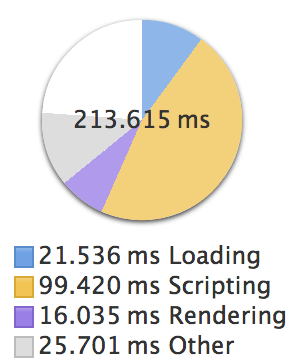 213.615 ms
21.536 ms Loading
99.420 ms Scripting
16.035 ms Rendering
25.701 ms Other